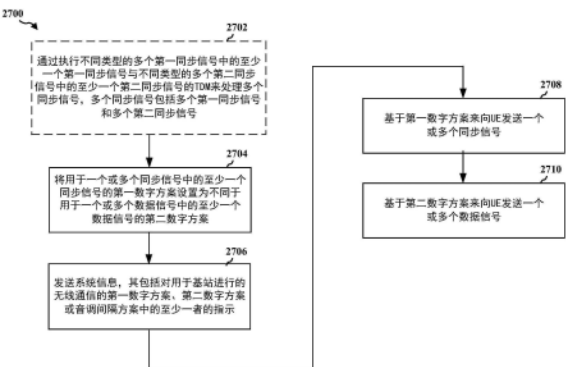 2700
2702
通过执行不同类型的多个第一同步信号中的至少
一个第一同步信号与不同类型的多个第二同步
信号中的至少一个第二同步信号的TDM来处理多个
同步信号，多个同步信号包括多个第一同步信号
和多个第二同步信号
2704
将用于一个或多个同步信号中的至少一个
同步信号的第一数字方案设置为不同于
用于一个或多个数据信号中的至少一个
数据信号的第二数字方案
2706
发送系统信息，其包括对用于基站进行的
无线通信的第一数字方案、第二数字方案
或音调间隔方案中的至少一者的指示
2708
基于第一数字方案来向UE发送一个
或多个同步信号
2710
基于第二数字方案来向UE发送一个
或多个数据信号